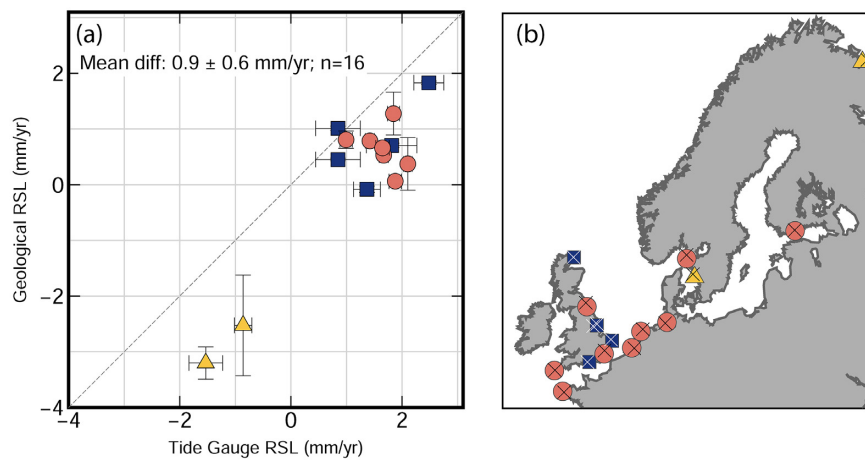 (a)
Mean diff: 0.9 ± 0.6 mm/yr; n=16
2
0
−2
−4
Geological RSL (mm/yr)
−4
−2
0
2
Tide Gauge RSL (mm/yr)
(b)